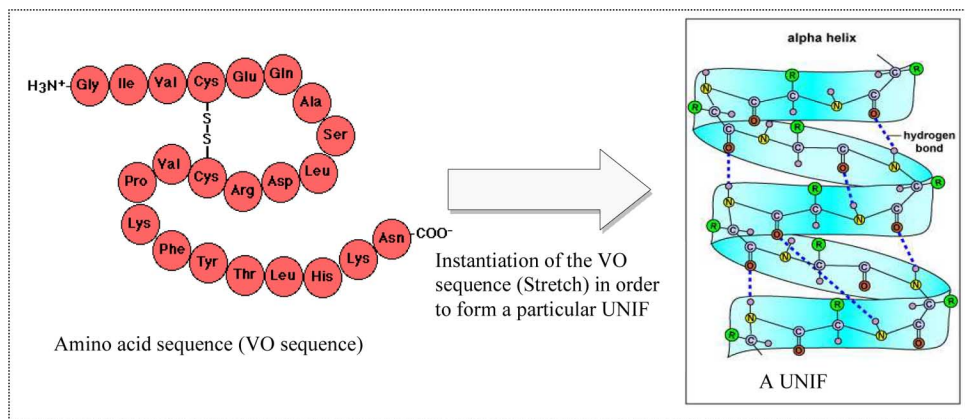 H₃N⁺ Gly Ile Val Cys Glu Gln
Ala
Ser
S
S
Leu
Asp
Arg
Cys
Val
Pro
Lys
Phe
Tyr
Thr
Leu
His
Lys
Asn COO⁻
Amino acid sequence (VO sequence)
Instantiation of the VO
sequence (Stretch) in order
to form a particular UNIF
alpha helix
hydrogen
bond
A UNIF